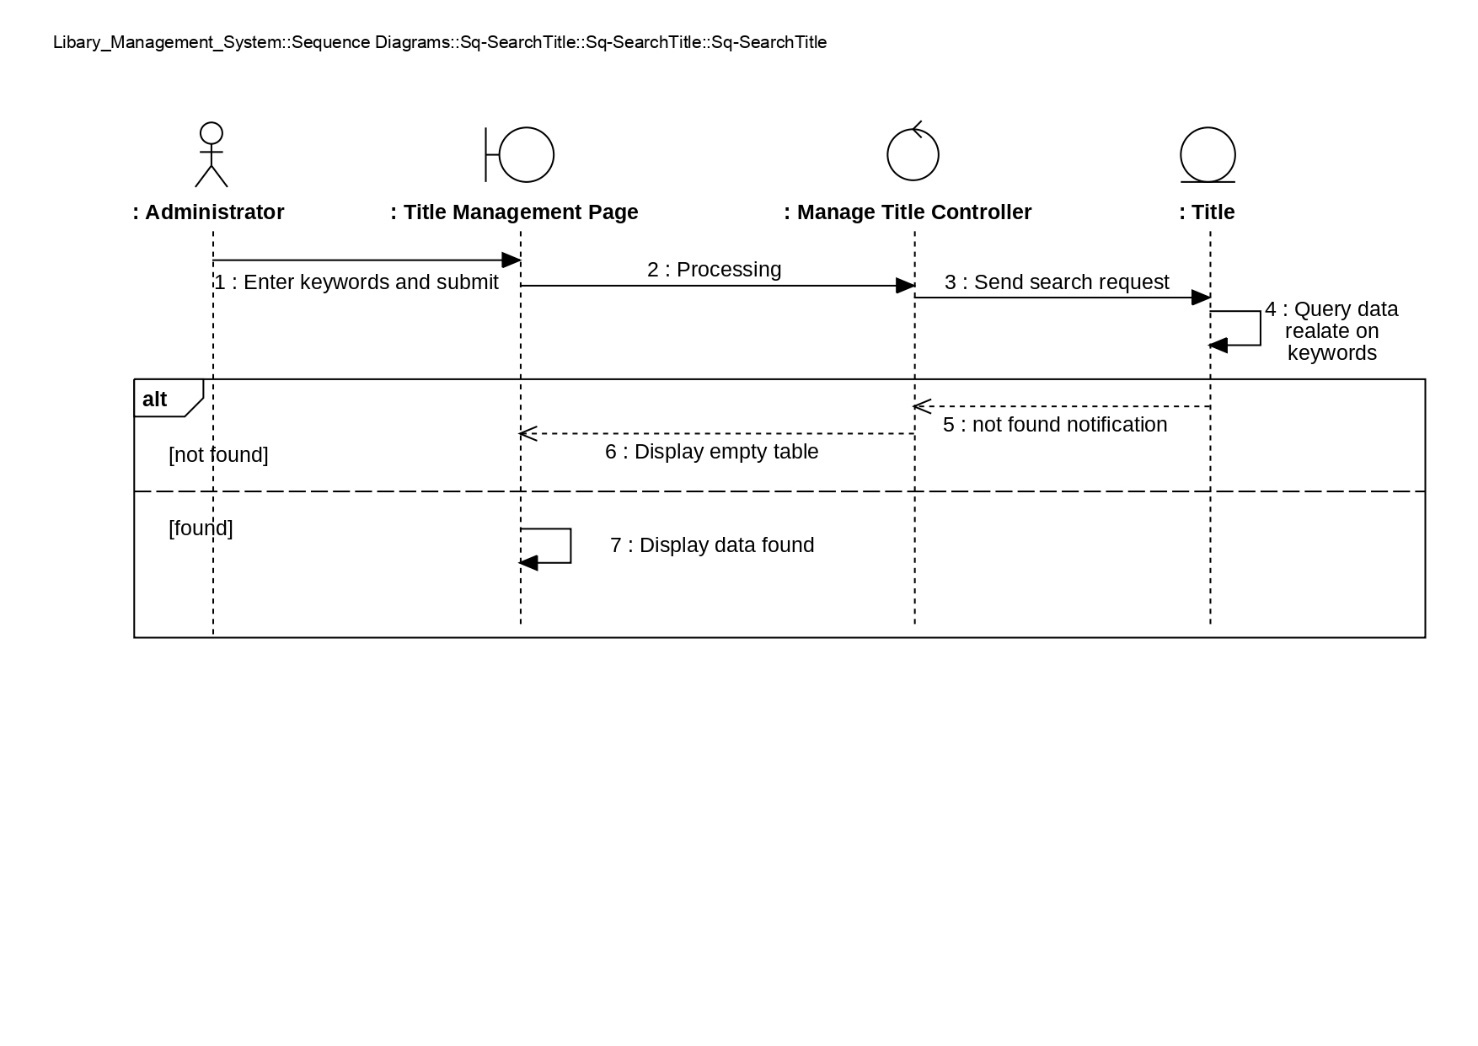 Libary_Management_System::Sequence Diagrams::Sq-SearchTitle::Sq-SearchTitle::Sq-SearchTitle
: Administrator
: Title Management Page
: Manage Title Controller
: Title
1 : Enter keywords and submit
2 : Processing
3 : Send search request
4 : Query data
realate on
keywords
alt
5 : not found notification
[not found]
6 : Display empty table
[found]
7 : Display data found